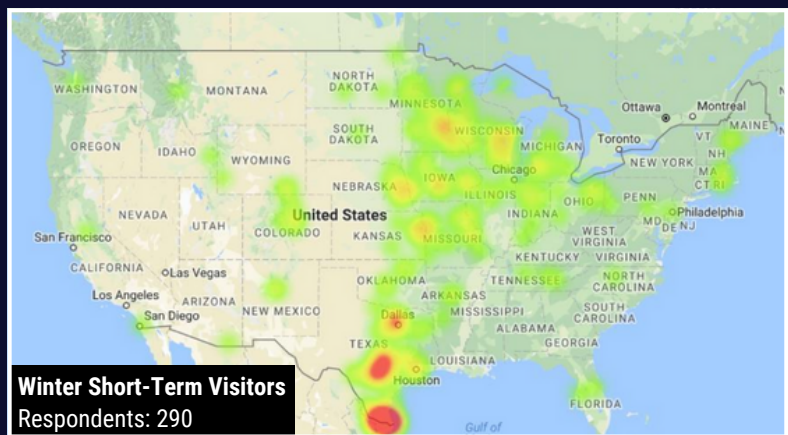 WASHINGTON
MONTANA
NORTH
DAKOTA
MINNESOTA
Ottawa
Montreal
MAINE
VT
NH
OREGON
IDAHO
SOUTH
DAKOTA
WISCONSIN
MICHIGAN
Toronto
NEW YORK
MA
CT RI
WYOMING
Chicago
NEBRASKA
IOWA
ILLINOIS
INDIANA
OHIO
PENN
Philadelphia
MD
DE NJ
NEVADA
UTAH
COLORADO
United States
KANSAS
MISSOURI
WEST
VIRGINIA
VIRGINIA
KENTUCKY
San Francisco
CALIFORNIA
Las Vegas
OKLAHOMA
ARKANSAS
TENNESSEE
NORTH
CAROLINA
Los Angeles
ARIZONA
NEW MEXICO
San Diego
Dallas
MISSISSIPPI
ALABAMA
SOUTH
CAROLINA
GEORGIA
TEXAS
LOUISIANA
Houston
FLORIDA
Gulf of
Winter Short-Term Visitors
Respondents: 290